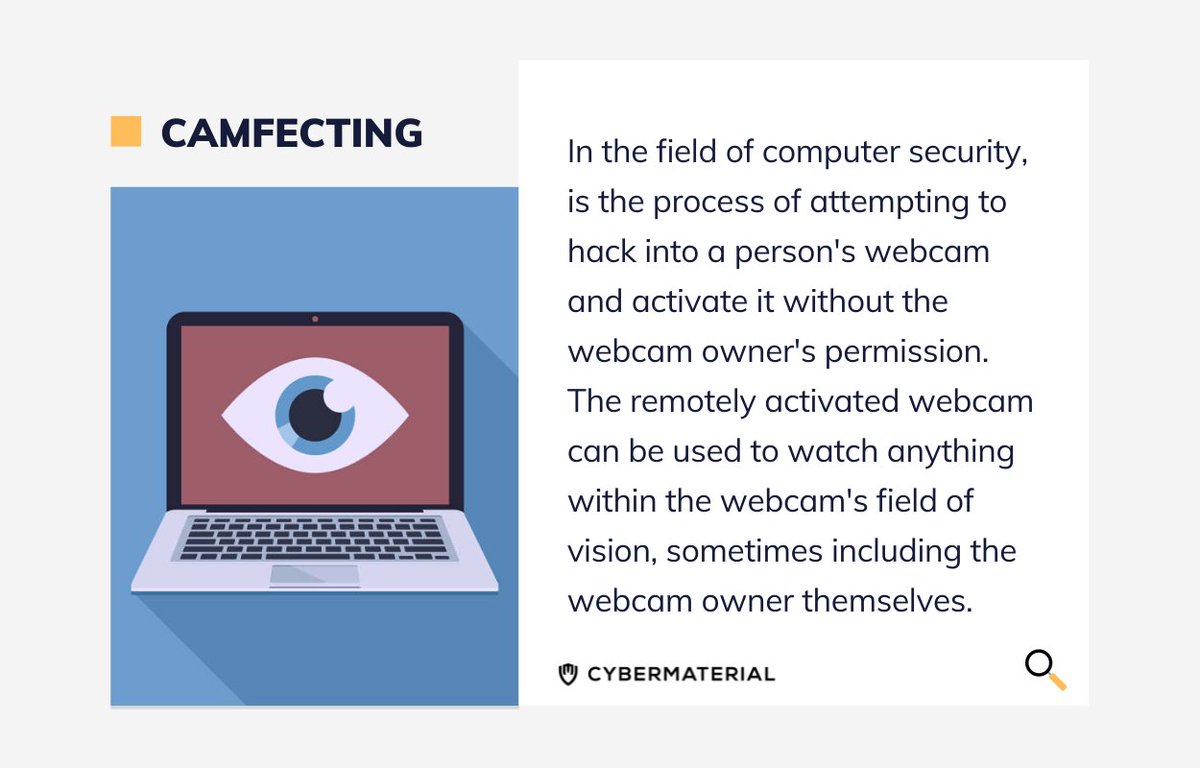 CAMFECTING
In the field of computer security,
is the process of attempting to
hack into a person's webcam
and activate it without the
webcam owner's permission.
The remotely activated webcam
can be used to watch anything
within the webcam's field of
vision, sometimes including the
webcam owner themselves.
CYBERMATERIAL